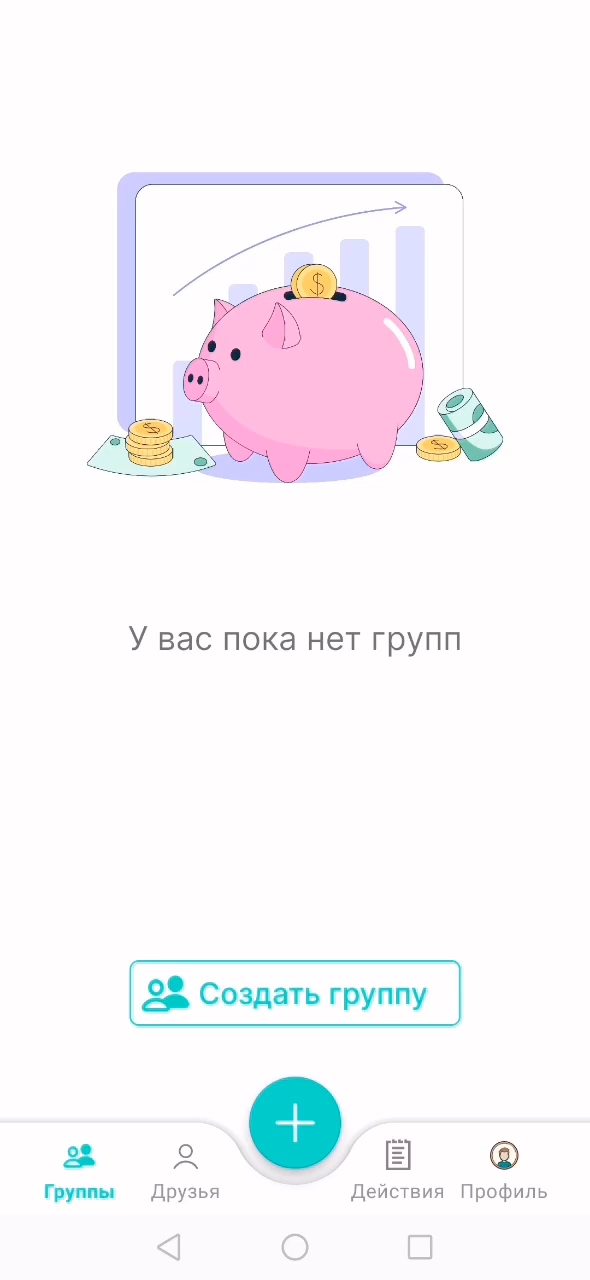 У вас пока нет групп
Создать группу
Группы
Друзья
Действия
Профиль